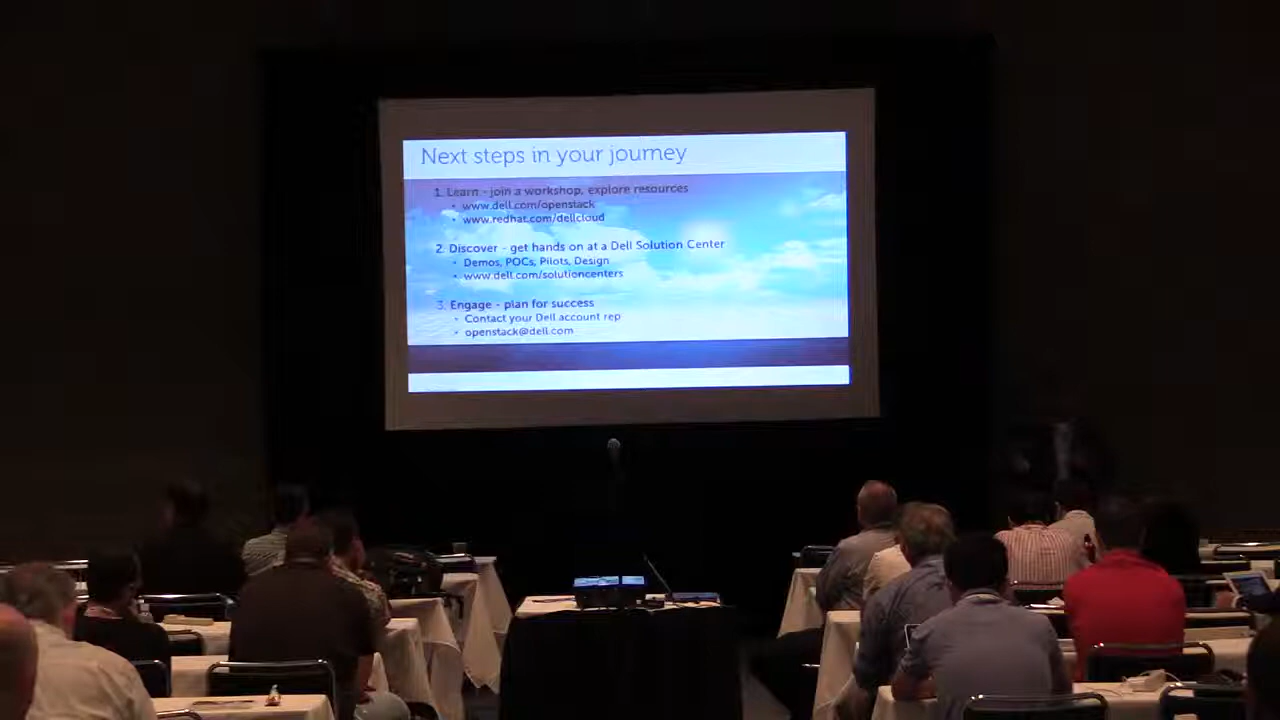 Next steps in your journey
1. Learn - join a workshop, explore resources
• www.dell.com/openstack
• www.redhat.com/dellcloud
2. Discover - get hands on at a Dell Solution Center
• Demos, POCs, Pilots, Design
• www.dell.com/solutioncenters
3. Engage - plan for success
• Contact your Dell account rep
• openstack@dell.com